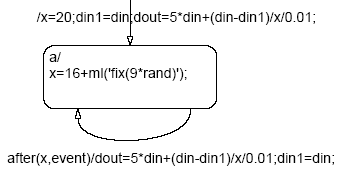 /x=20;din1=din;dout=5*din+(din-din1)/x/0.01;
a/
x=16+ml('fix(9*rand)');
after(x,event)/dout=5*din+(din-din1)/x/0.01;din1=din;